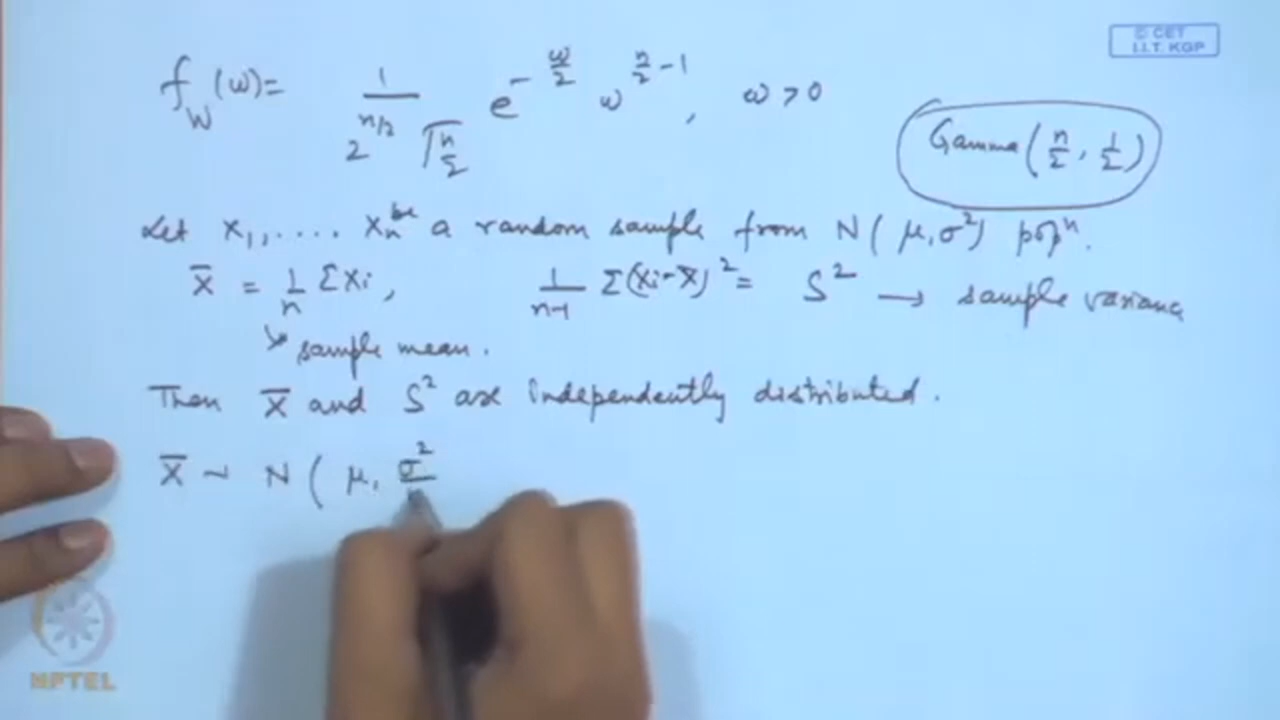 © CET
I.I.T. KGP
f_W(w) = 1 / (2^{n/2} Γ(n/2)) e^{-w/2} w^{n/2 - 1}, w > 0
Gamma(n/2, 1/2)
Let X₁, .... Xₙ be a random sample from N(μ, σ²) popⁿ.
X̄ = 1/n ΣXi, 1/(n-1) Σ(Xi-X̄)² = S² → sample variance
↘ sample mean.
Then X̄ and S² are independently distributed.
X̄ ~ N(μ, σ²
NPTEL